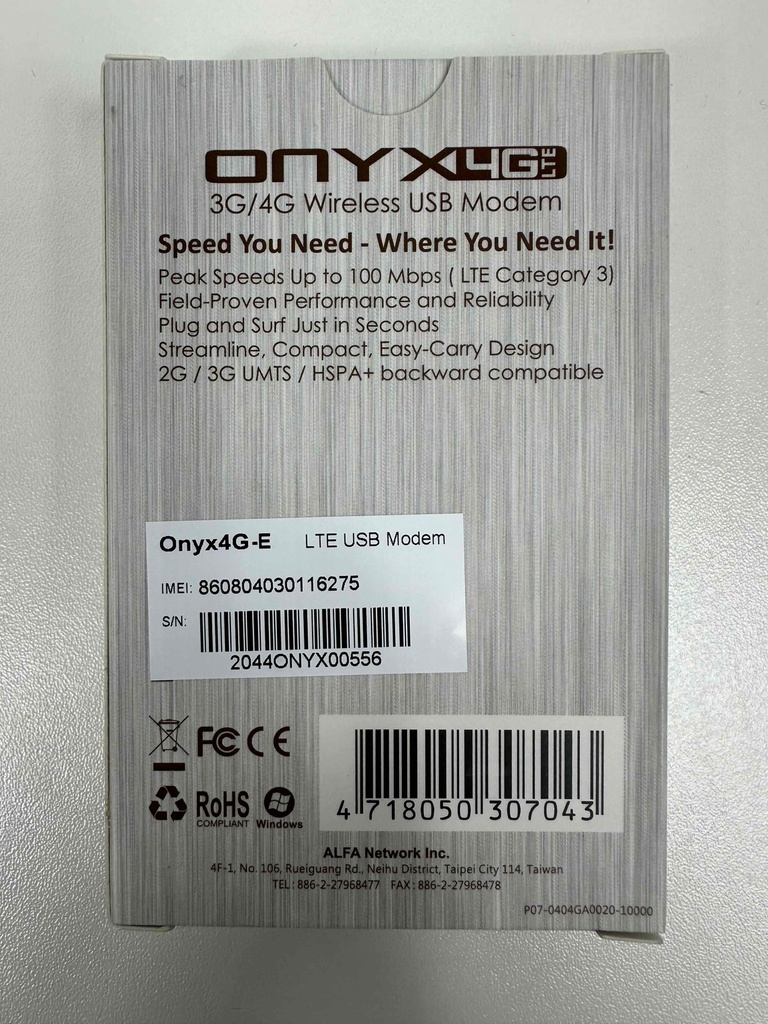 ONYX4G LTE
3G/4G Wireless USB Modem
Speed You Need - Where You Need It!
Peak Speeds Up to 100 Mbps ( LTE Category 3)
Field-Proven Performance and Reliability
Plug and Surf Just in Seconds
Streamline, Compact, Easy-Carry Design
2G / 3G UMTS / HSPA+ backward compatible
Onyx4G-E LTE USB Modem
IMEI: 860804030116275
S/N:
2044ONYX00556
FC CE
RoHS
COMPLIANT Windows
4 718050 307043
ALFA Network Inc.
4F-1, No. 106, Rueiguang Rd., Neihu District, Taipei City 114, Taiwan
TEL : 886-2-27968477 FAX : 886-2-27968478
P07-0404GA0020-10000